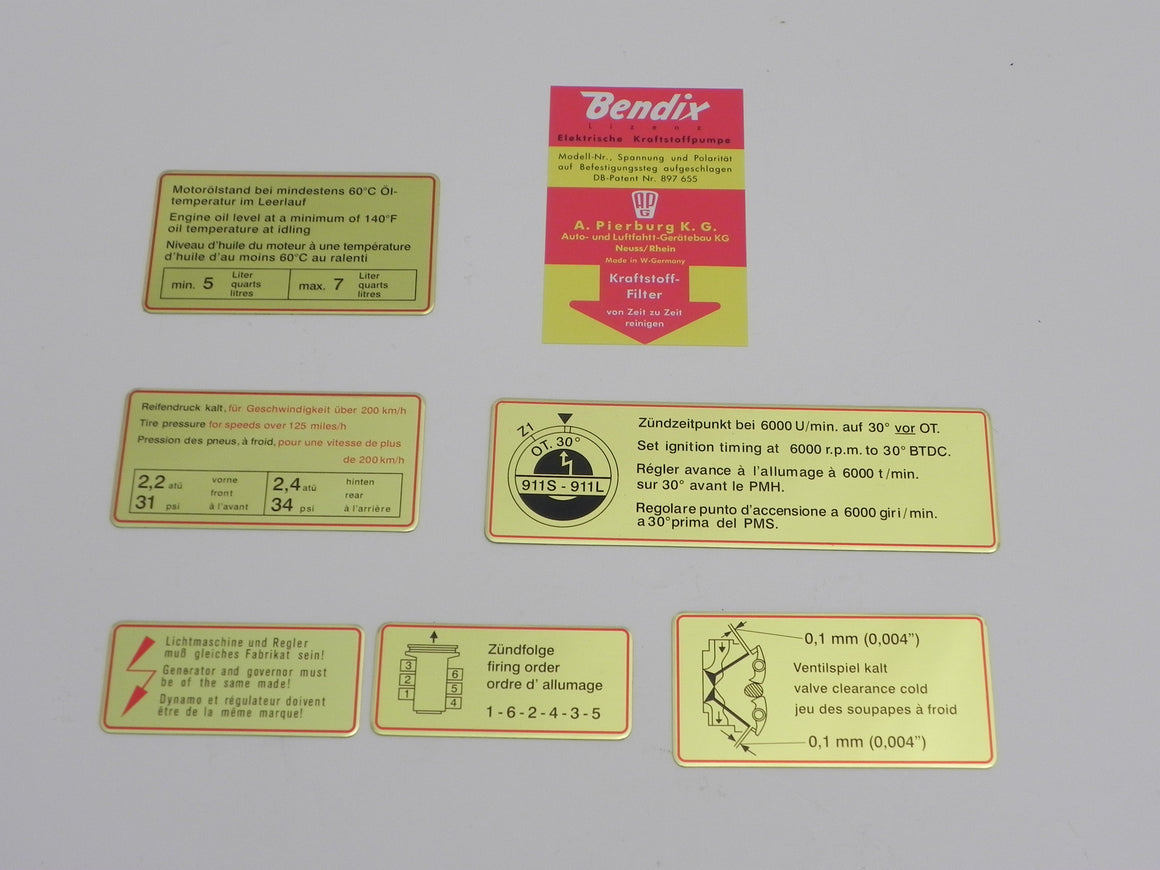 Bendix
Lizenz
Elektrische Kraftstoffpumpe
Modell-Nr., Spannung und Polarität
auf Befestigungssteg aufgeschlagen
DB-Patent Nr. 897 655
APG
A. Pierburg K. G.
Auto- und Luftfahtt-Gerätebau KG
Neuss/Rhein
Made in W-Germany
Kraftstoff-
Filter
von Zeit zu Zeit
reinigen
Motorölstand bei mindestens 60°C Öl-
temperatur im Leerlauf
Engine oil level at a minimum of 140°F
oil temperature at idling
Niveau d'huile du moteur à une température
d'huile d'au moins 60°C au ralenti
min. 5 Liter quarts litres
max. 7 Liter quarts litres
Reifendruck kalt, für Geschwindigkeit über 200 km/h
Tire pressure for speeds over 125 miles/h
Pression des pneus, à froid, pour une vitesse de plus
de 200 km/h
2,2 atü vorne
front
31 psi à l'avant
2,4 atü hinten
rear
34 psi à l'arrière
Z1
OT. 30°
911S - 911L
Zündzeitpunkt bei 6000 U/min. auf 30° vor OT.
Set ignition timing at 6000 r.p.m. to 30° BTDC.
Régler avance à l'allumage à 6000 t/min.
sur 30° avant le PMH.
Regolare punto d'accensione a 6000 giri/min.
a 30°prima del PMS.
Lichtmaschine und Regler
muß gleiches Fabrikat sein!
Generator and governor must
be of the same made!
Dynamo et régulateur doivent
être de la même marque!
3
2
1
6
5
4
Zündfolge
firing order
ordre d' allumage
1-6-2-4-3-5
0,1 mm (0,004")
Ventilspiel kalt
valve clearance cold
jeu des soupapes à froid
0,1 mm (0,004")